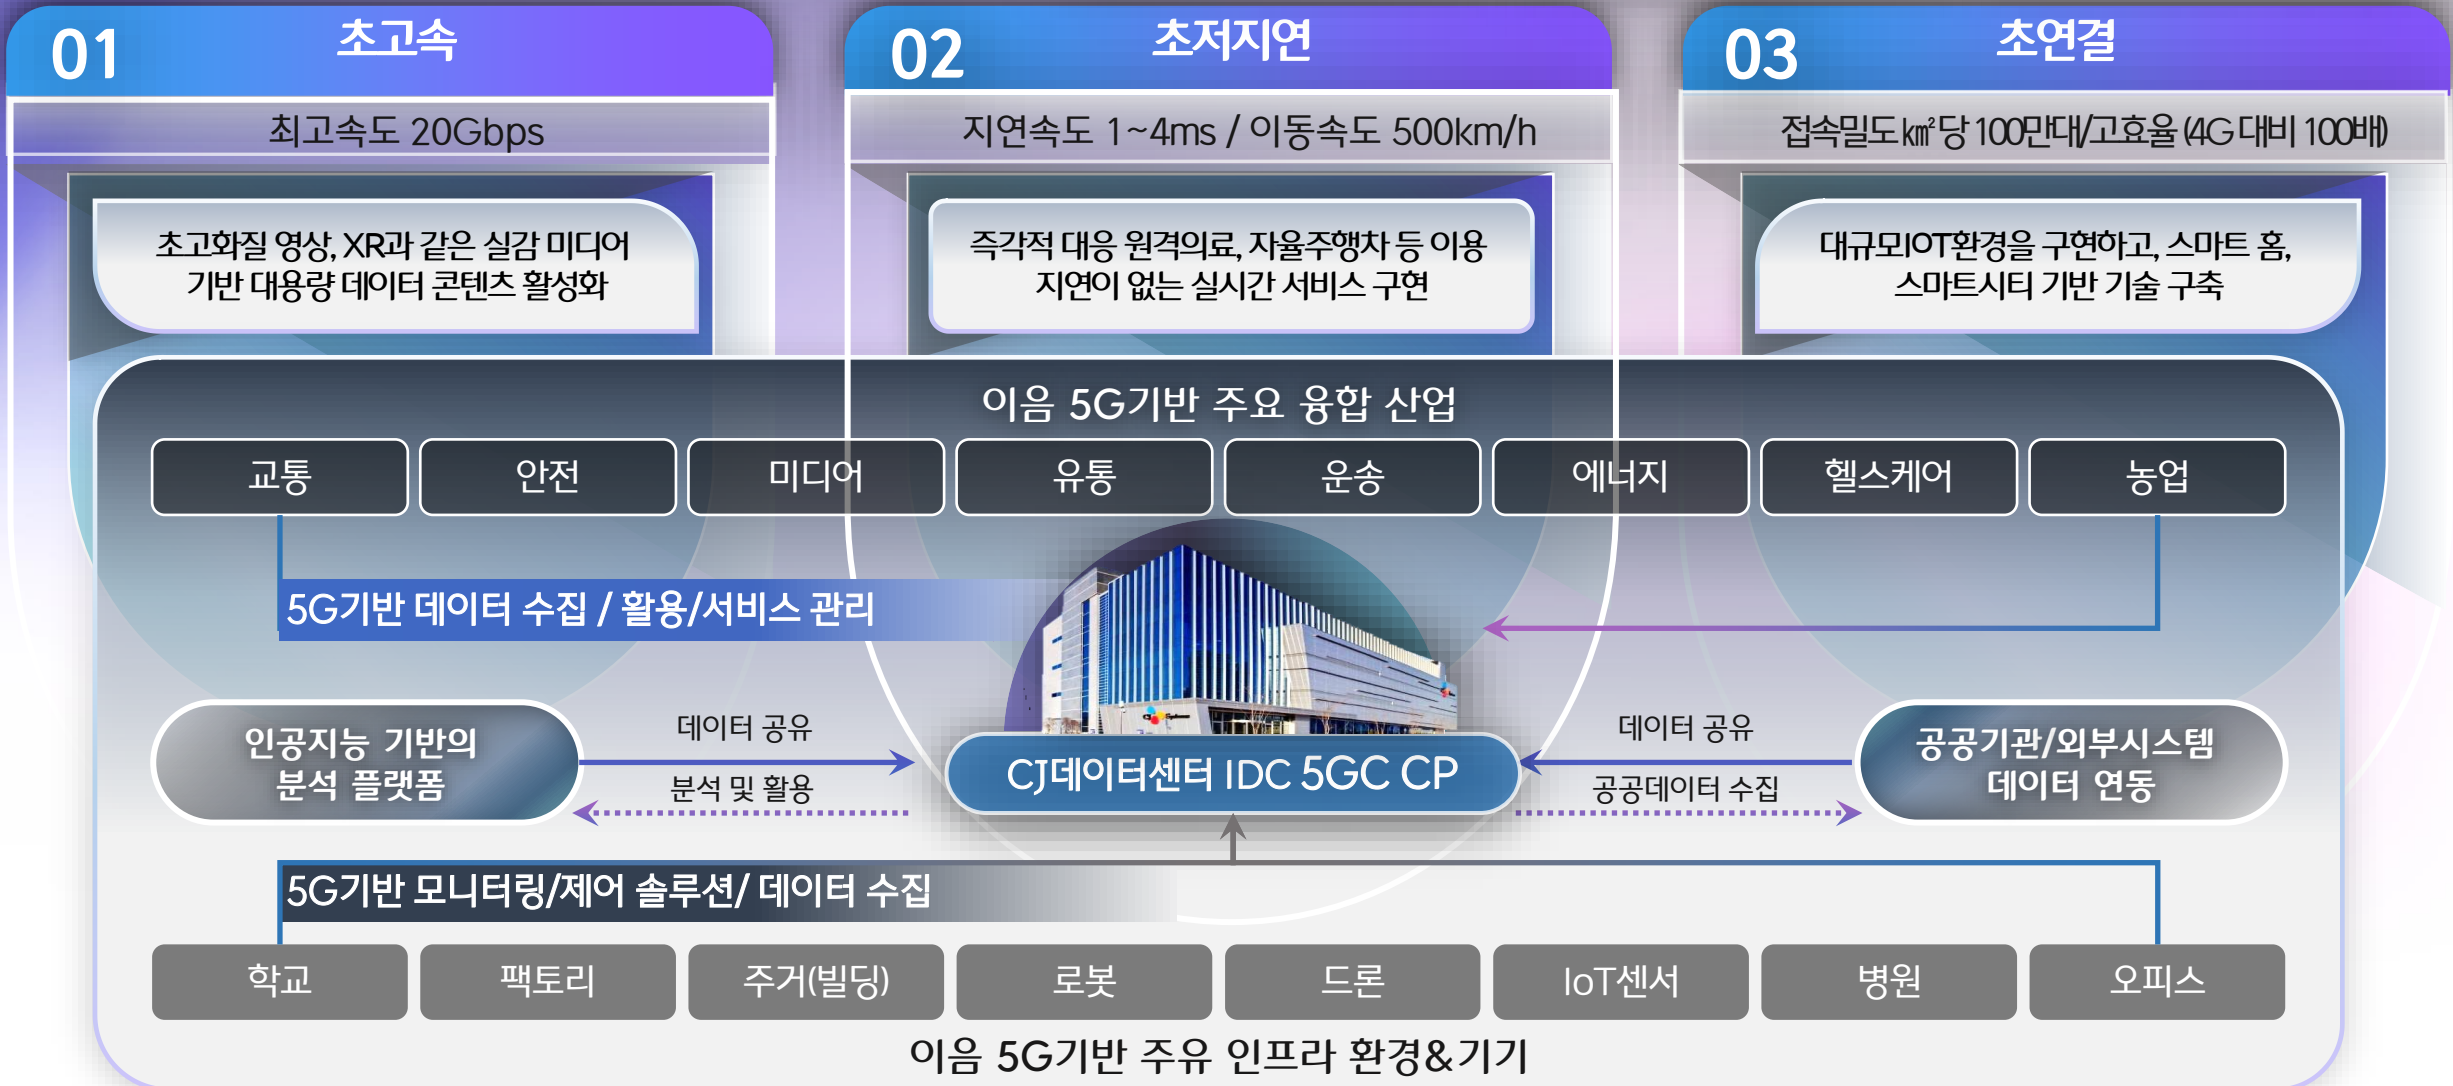 01 초고속
최고속도 20Gbps
초고화질 영상, XR과 같은 실감 미디어
기반 대용량 데이터 콘텐츠 활성화
02 초저지연
지연속도 1~4ms / 이동속도 500km/h
즉각적 대응 원격의료, 자율주행차 등 이용
지연이 없는 실시간 서비스 구현
03 초연결
접속밀도 ㎢당 100만대/고효율 (4G 대비 100배)
대규모IOT환경을 구현하고, 스마트 홈,
스마트시티 기반 기술 구축
이음 5G기반 주요 융합 산업
교통 안전 미디어 유통 운송 에너지 헬스케어 농업
5G기반 데이터 수집 / 활용/서비스 관리
인공지능 기반의
분석 플랫폼
데이터 공유
분석 및 활용
CJ데이터센터 IDC 5GC CP
데이터 공유
공공데이터 수집
공공기관/외부시스템
데이터 연동
5G기반 모니터링/제어 솔루션/ 데이터 수집
학교 팩토리 주거(빌딩) 로봇 드론 IoT센서 병원 오피스
이음 5G기반 주유 인프라 환경&기기